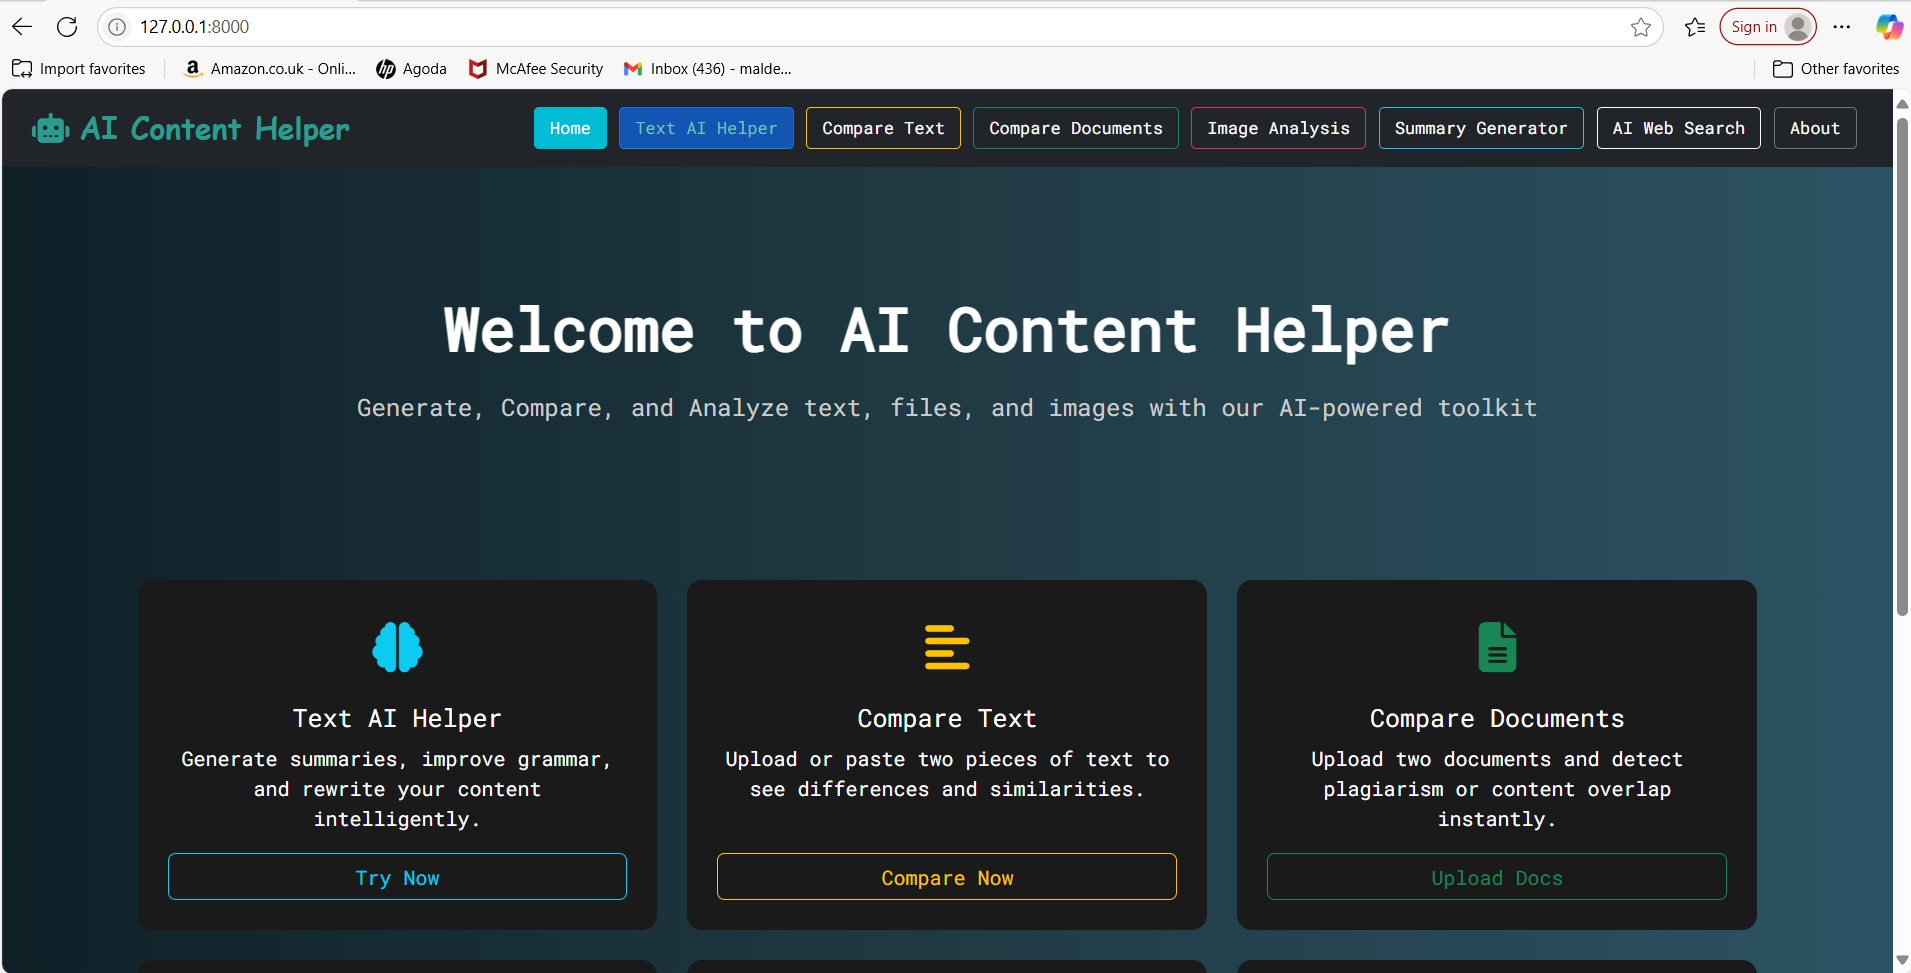 127.0.0.1:8000
Sign in
Import favorites
Amazon.co.uk - Onli...
Agoda
McAfee Security
Inbox (436) - malde...
Other favorites
AI Content Helper
Home
Text AI Helper
Compare Text
Compare Documents
Image Analysis
Summary Generator
AI Web Search
About
Welcome to AI Content Helper
Generate, Compare, and Analyze text, files, and images with our AI-powered toolkit
Text AI Helper
Generate summaries, improve grammar,
and rewrite your content
intelligently.
Try Now
Compare Text
Upload or paste two pieces of text to
see differences and similarities.
Compare Now
Compare Documents
Upload two documents and detect
plagiarism or content overlap
instantly.
Upload Docs